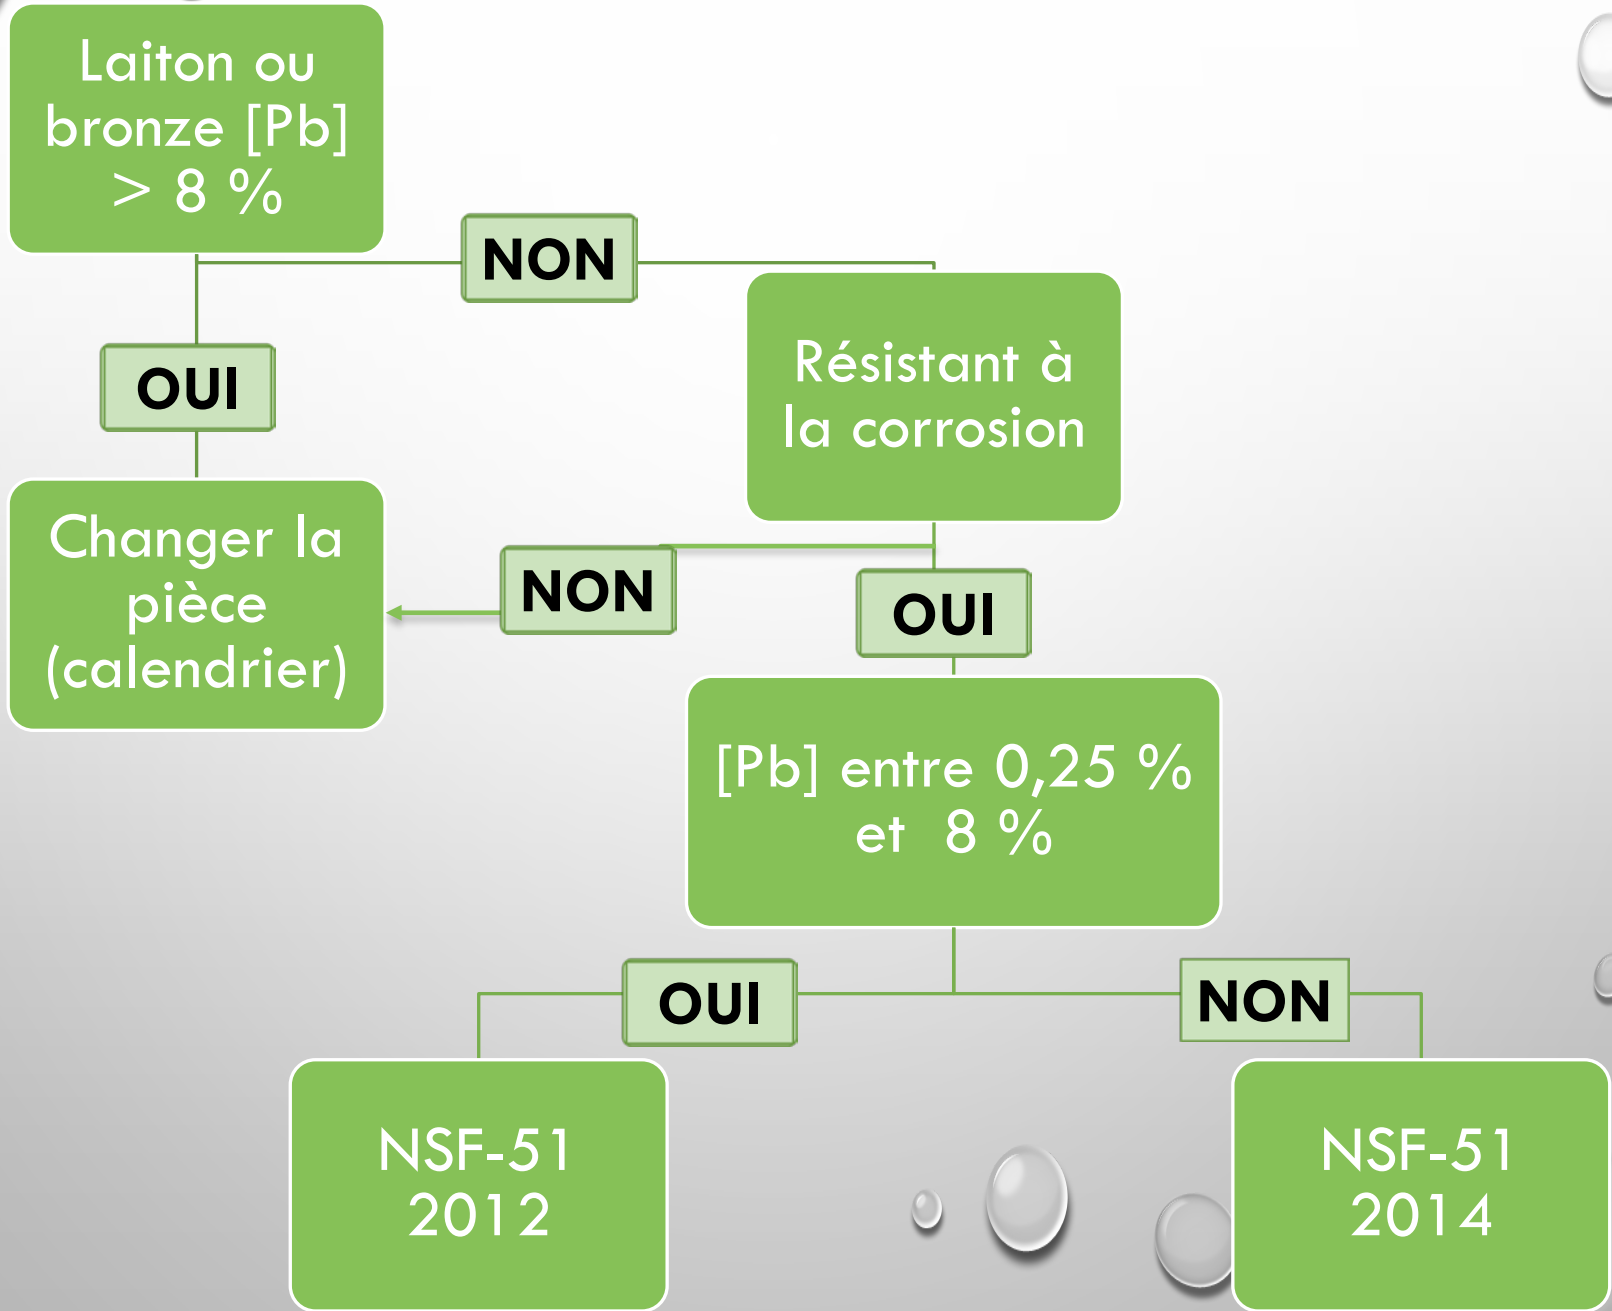 Laiton ou
bronze [Pb]
> 8 %
NON
OUI
Résistant à
la corrosion
Changer la
pièce
(calendrier)
NON
OUI
[Pb] entre 0,25 %
et 8 %
OUI
NON
NSF-51
2012
NSF-51
2014